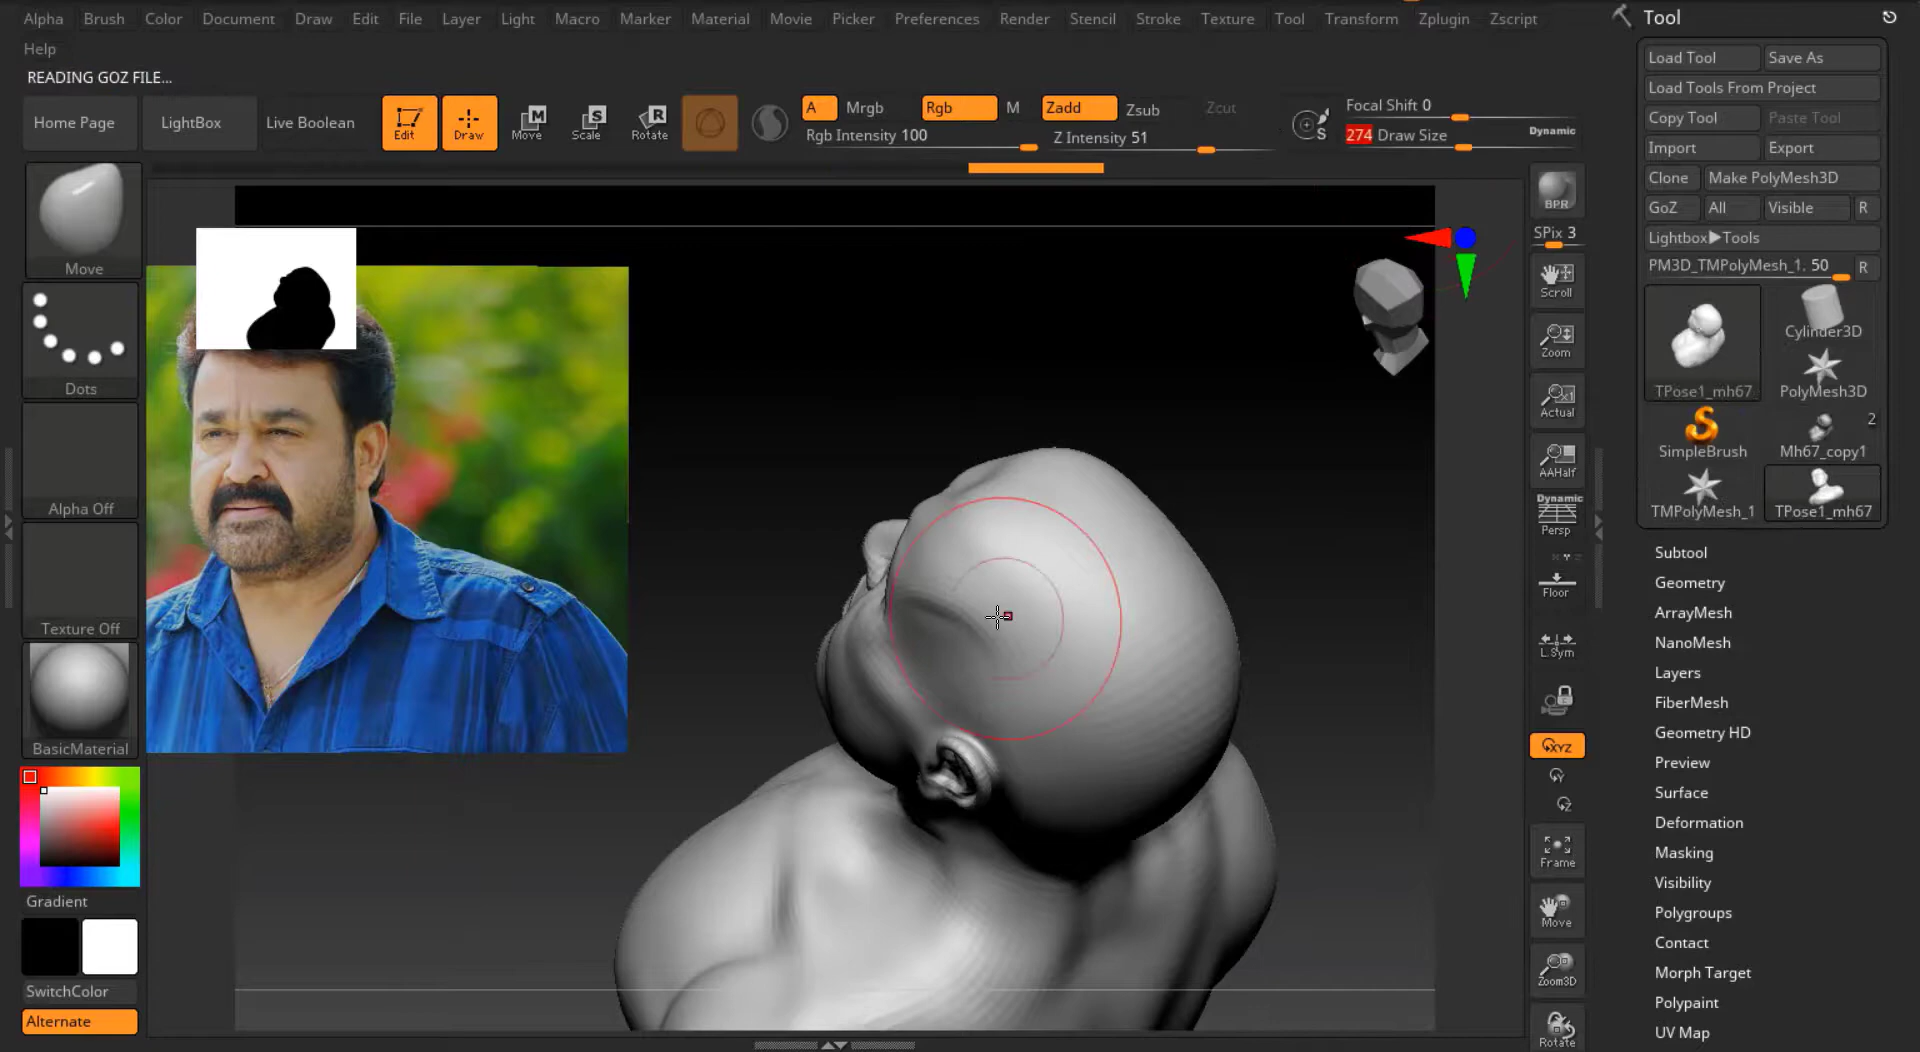 Alpha Brush Color Document Draw Edit File Layer Light Macro Marker Material Movie Picker Preferences Render Stencil Stroke Texture Tool Transform Zplugin Zscript
Help
READING GOZ FILE...
Home Page LightBox Live Boolean Edit Draw Move Scale Rotate
A Mrgb Rgb M Zadd Zsub Zcut
Rgb Intensity 100 Z Intensity 51
Focal Shift 0
274 Draw Size Dynamic
Move
Dots
Alpha Off
Texture Off
BasicMaterial
Gradient
SwitchColor
Alternate
BPR
SPix 3
Scroll
Zoom
Actual
AAHalf
Dynamic
Persp
Floor
L.Sym
XYZ
Y
Z
Frame
Move
Zoom3D
Rotate
Tool
Load Tool Save As
Load Tools From Project
Copy Tool Paste Tool
Import Export
Clone Make PolyMesh3D
GoZ All Visible R
Lightbox▶Tools
PM3D_TMPolyMesh_1. 50 R
TPose1_mh67 Cylinder3D
PolyMesh3D
2
SimpleBrush Mh67_copy1
TMPolyMesh_1 TPose1_mh67
Subtool
Geometry
ArrayMesh
NanoMesh
Layers
FiberMesh
Geometry HD
Preview
Surface
Deformation
Masking
Visibility
Polygroups
Contact
Morph Target
Polypaint
UV Map